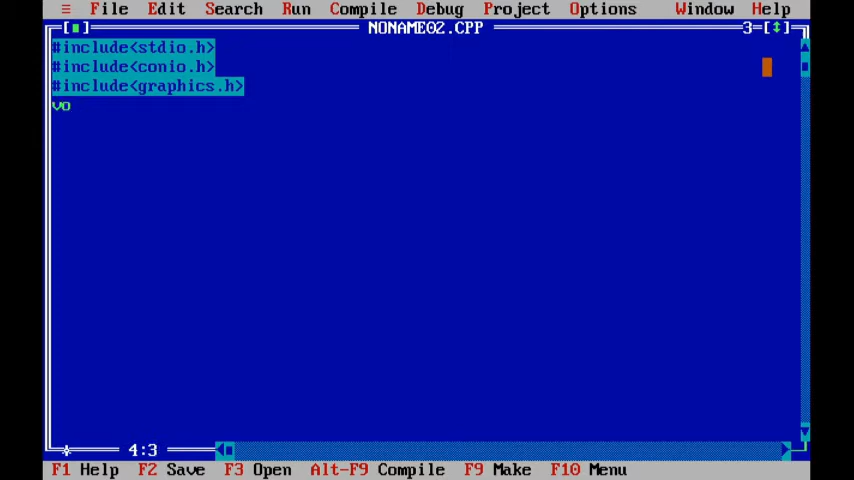 ≡ File Edit Search Run Compile Debug Project Options Window Help
[■] NONAME02.CPP 3=[↕]
#include<stdio.h>
#include<conio.h>
#include<graphics.h>
vo
4:3
F1 Help F2 Save F3 Open Alt-F9 Compile F9 Make F10 Menu